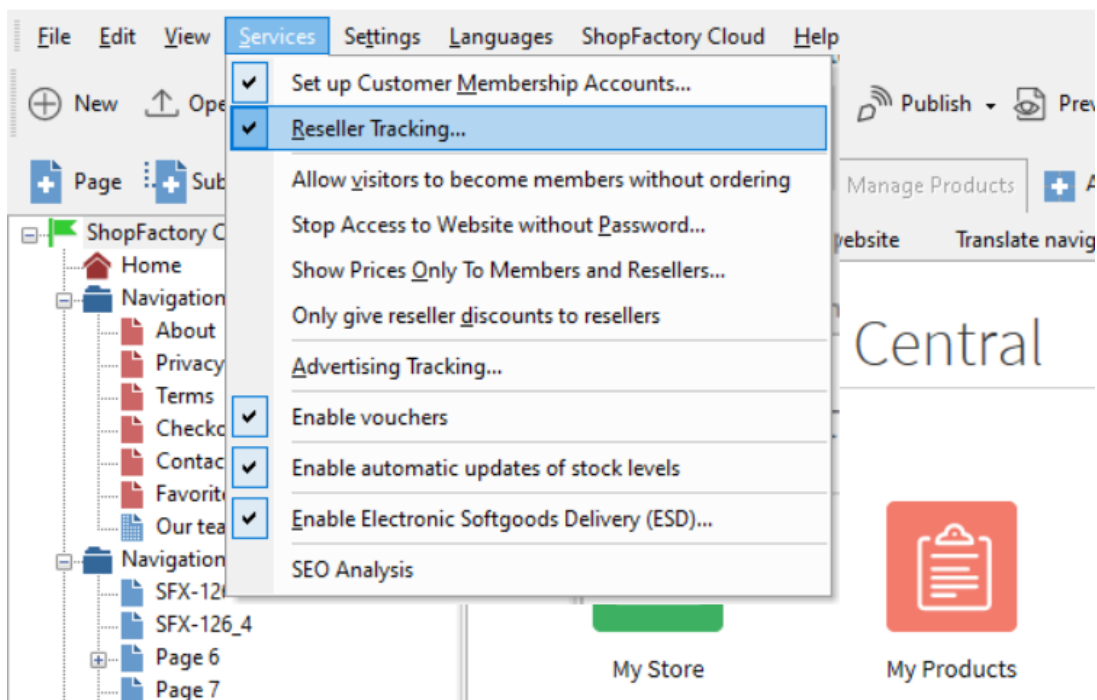 File Edit View Services Settings Languages ShopFactory Cloud Help
New
Publish
Set up Customer Membership Accounts...
Reseller Tracking...
Allow visitors to become members without ordering
Stop Access to Website without Password...
Show Prices Only To Members and Resellers...
Only give reseller discounts to resellers
Advertising Tracking...
Enable vouchers
Enable automatic updates of stock levels
Enable Electronic Softgoods Delivery (ESD)...
SEO Analysis
Page
Manage Products
Translate
ShopFactory
Home
Navigation
About
Privacy
Terms
Our
Navigation
SFX-126_4
Page 6
Page 7
Central
My Store
My Products